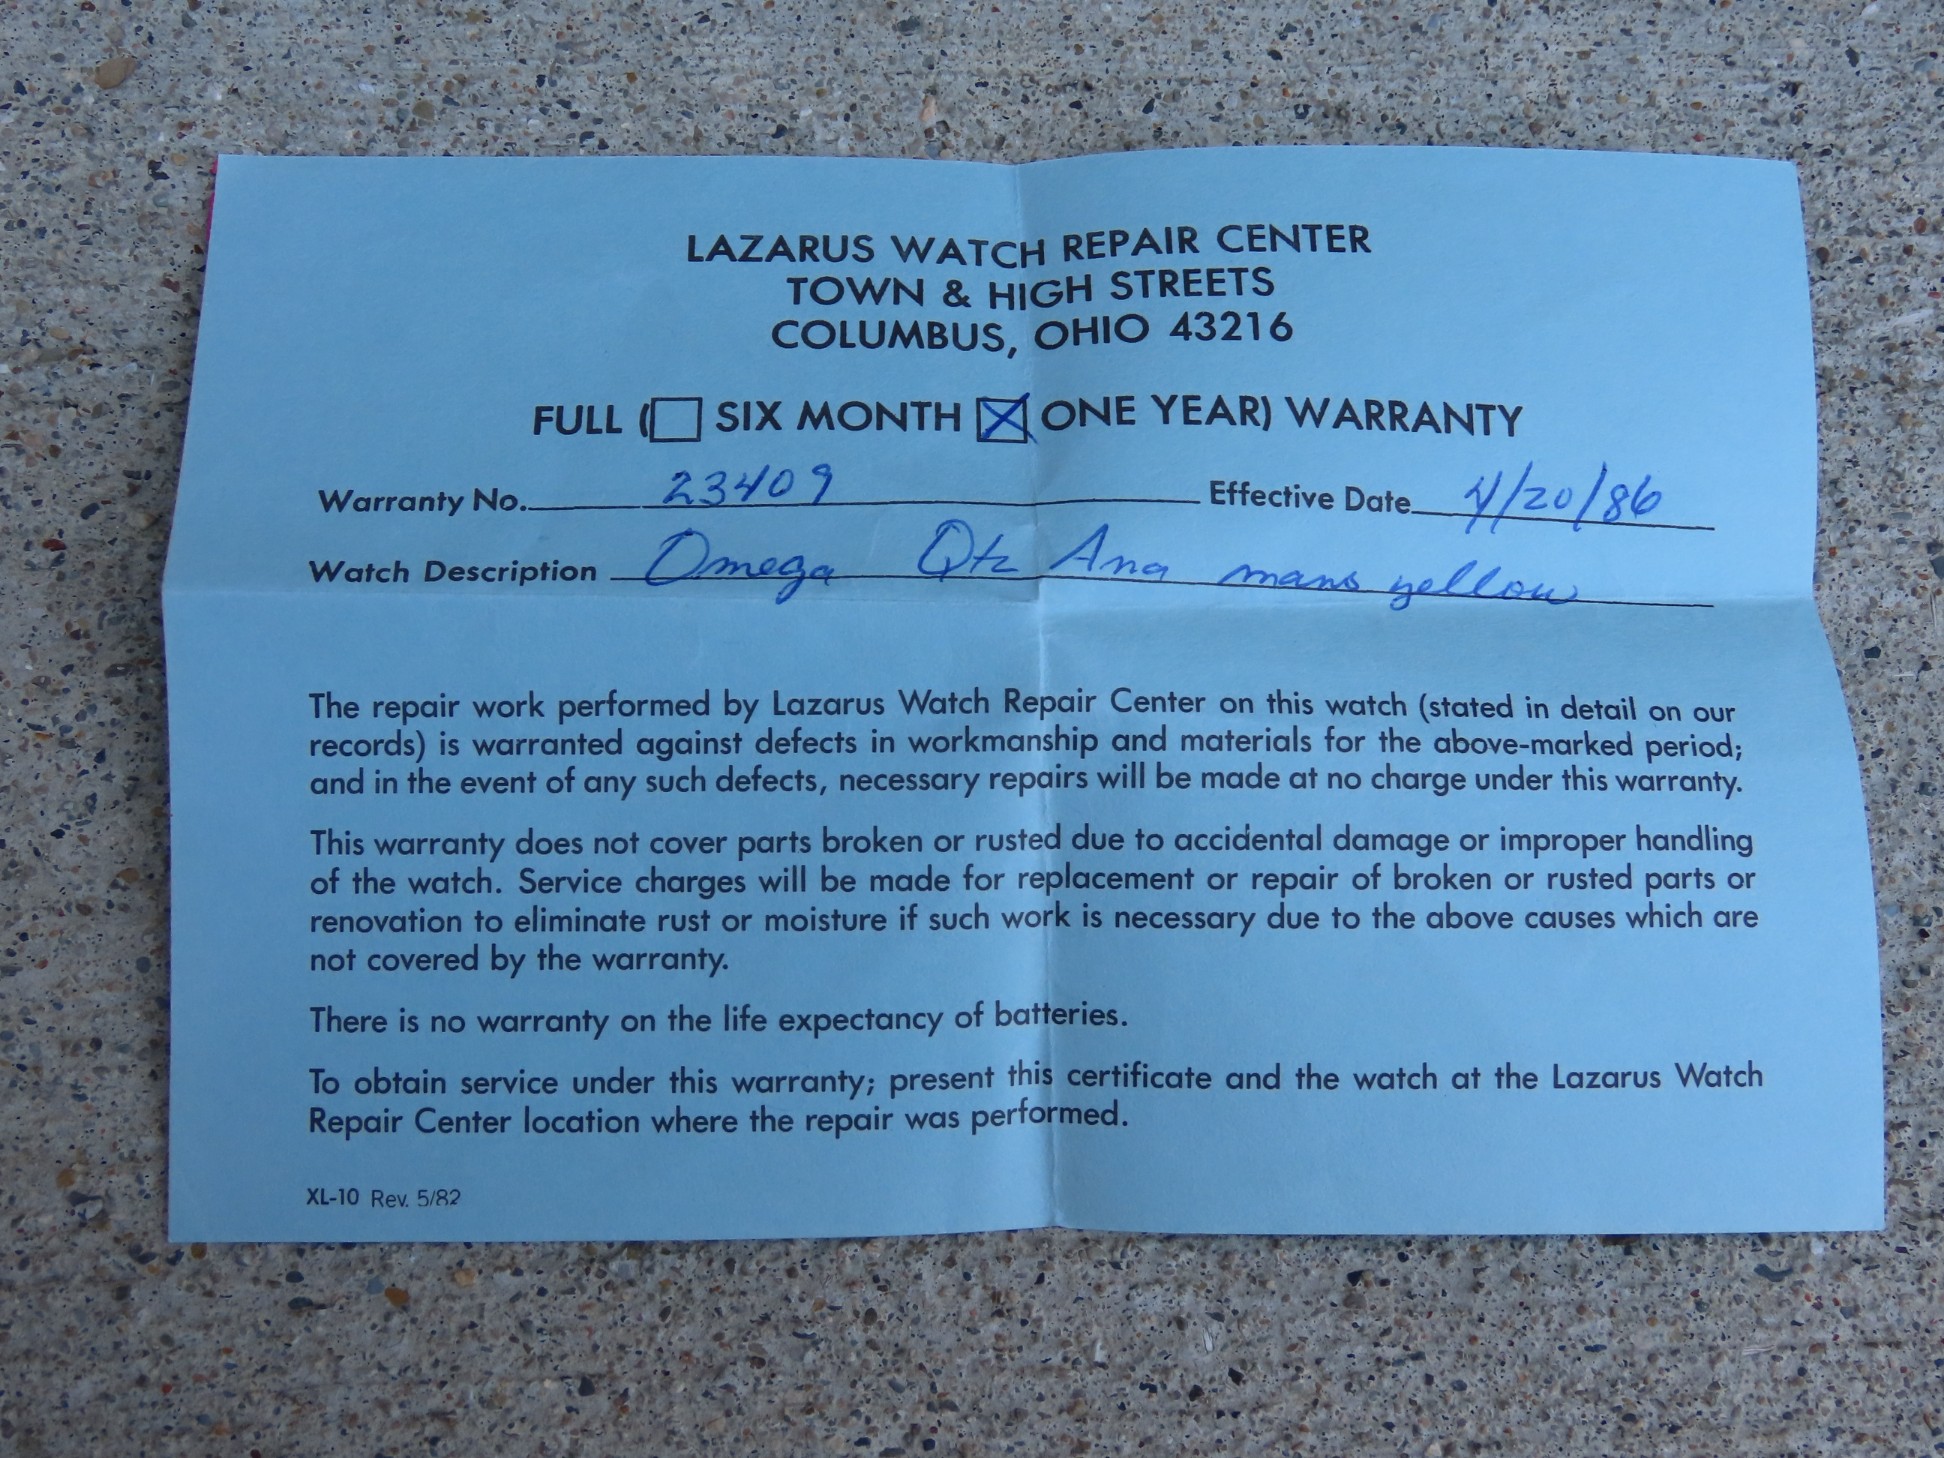 LAZARUS WATCH REPAIR CENTER
TOWN & HIGH STREETS
COLUMBUS, OHIO 43216
FULL (☐ SIX MONTH ☒ ONE YEAR) WARRANTY
Warranty No. 23409 Effective Date 4/20/86
Watch Description Omega Qtz Ana mans yellow
The repair work performed by Lazarus Watch Repair Center on this watch (stated in detail on our
records) is warranted against defects in workmanship and materials for the above-marked period;
and in the event of any such defects, necessary repairs will be made at no charge under this warranty.
This warranty does not cover parts broken or rusted due to accidental damage or improper handling
of the watch. Service charges will be made for replacement or repair of broken or rusted parts or
renovation to eliminate rust or moisture if such work is necessary due to the above causes which are
not covered by the warranty.
There is no warranty on the life expectancy of batteries.
To obtain service under this warranty; present this certificate and the watch at the Lazarus Watch
Repair Center location where the repair was performed.
XL-10 Rev. 5/82